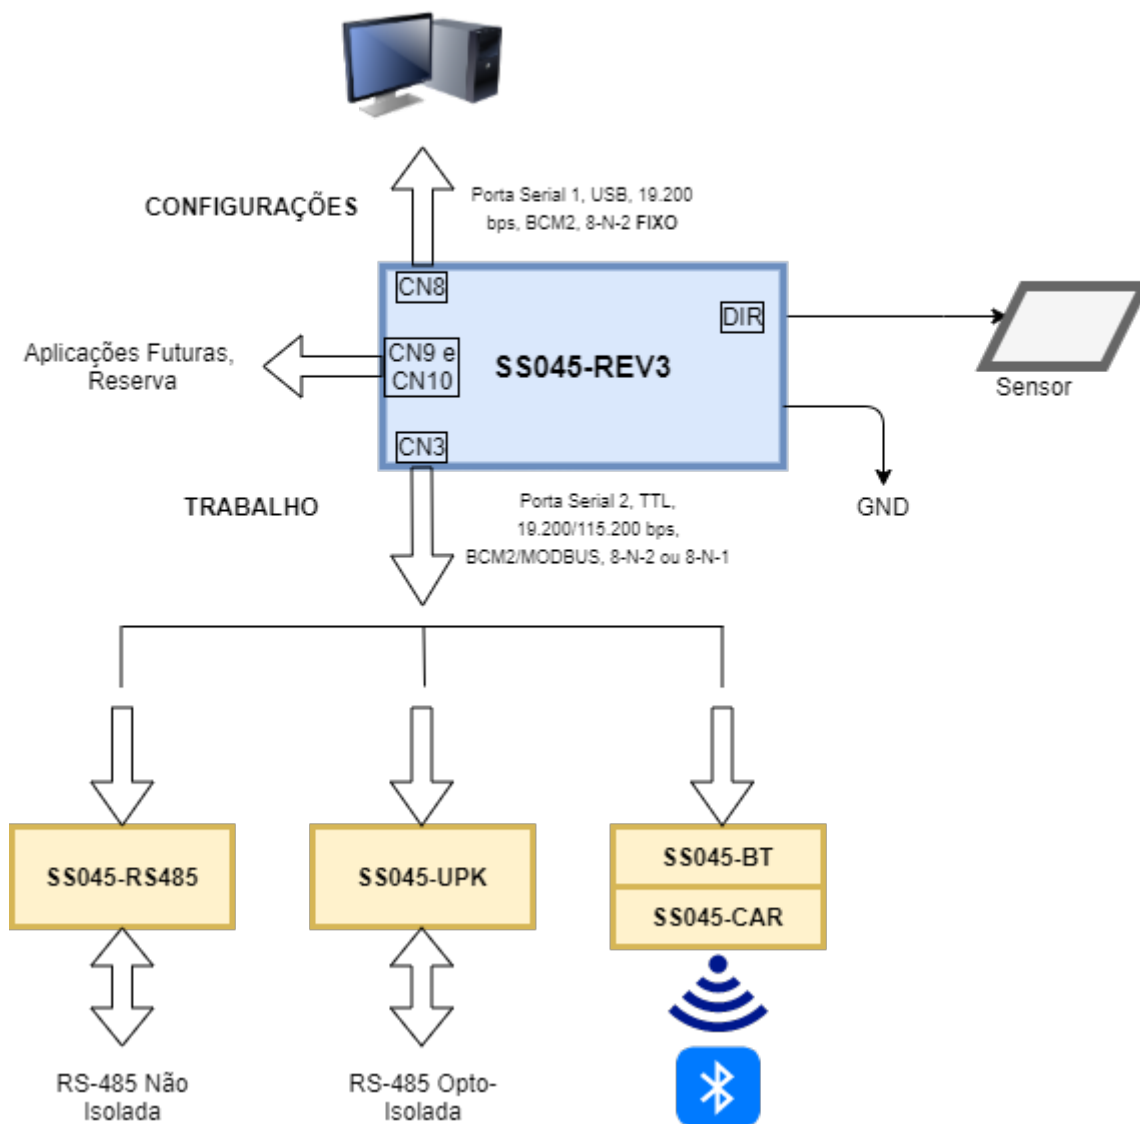 CONFIGURAÇÕES
Porta Serial 1, USB, 19.200
bps, BCM2, 8-N-2 FIXO
CN8
DIR
Aplicações Futuras,
Reserva
CN9 e
CN10
SS045-REV3
Sensor
CN3
TRABALHO
Porta Serial 2, TTL,
19.200/115.200 bps,
BCM2/MODBUS, 8-N-2 ou 8-N-1
GND
SS045-RS485
SS045-UPK
SS045-BT
SS045-CAR
RS-485 Não
Isolada
RS-485 Opto-
Isolada